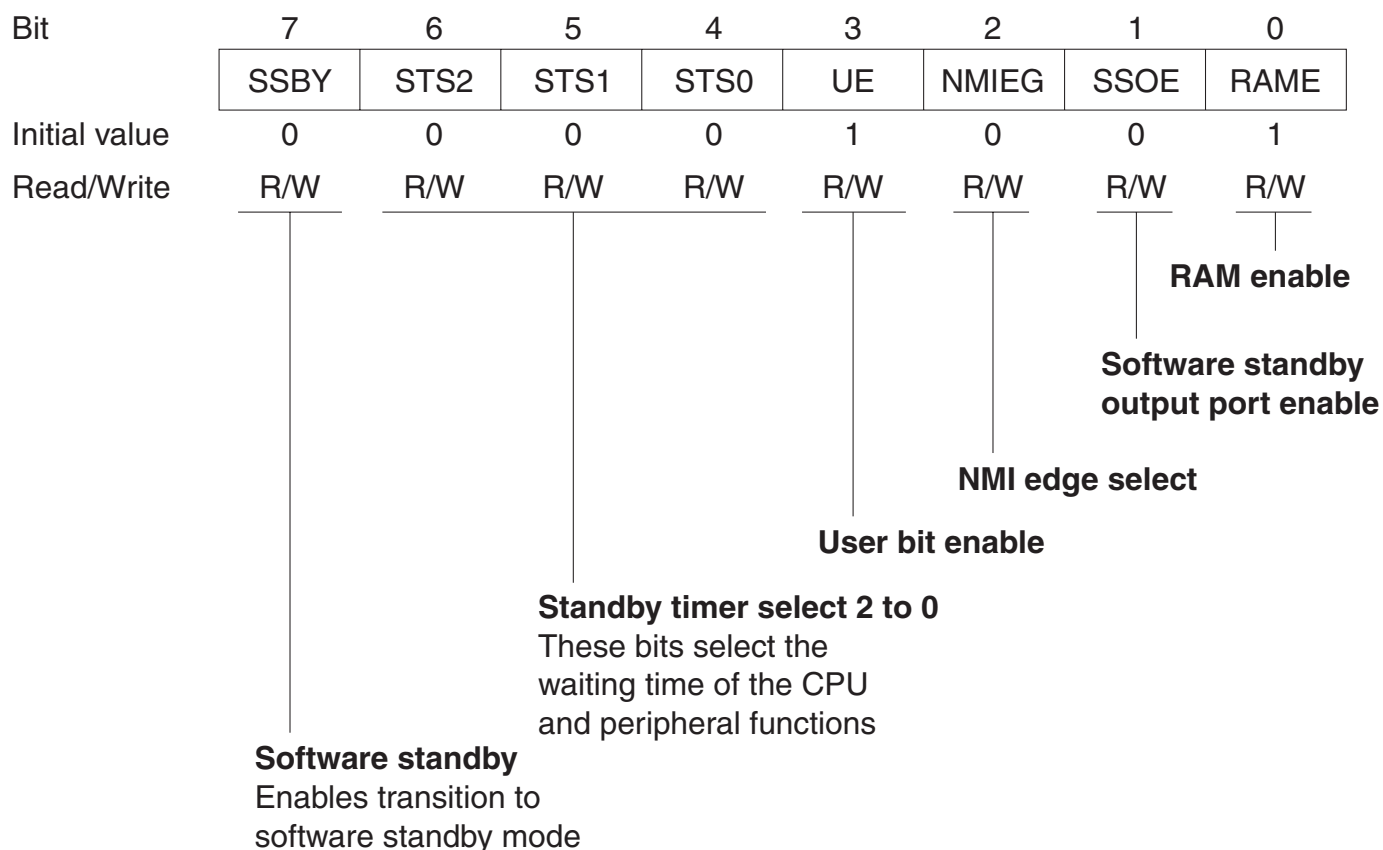 Bit 7 6 5 4 3 2 1 0
SSBY STS2 STS1 STS0 UE NMIEG SSOE RAME
Initial value 0 0 0 0 1 0 0 1
Read/Write R/W R/W R/W R/W R/W R/W R/W R/W
RAM enable
Software standby
output port enable
NMI edge select
User bit enable
Standby timer select 2 to 0
These bits select the
waiting time of the CPU
and peripheral functions
Software standby
Enables transition to
software standby mode